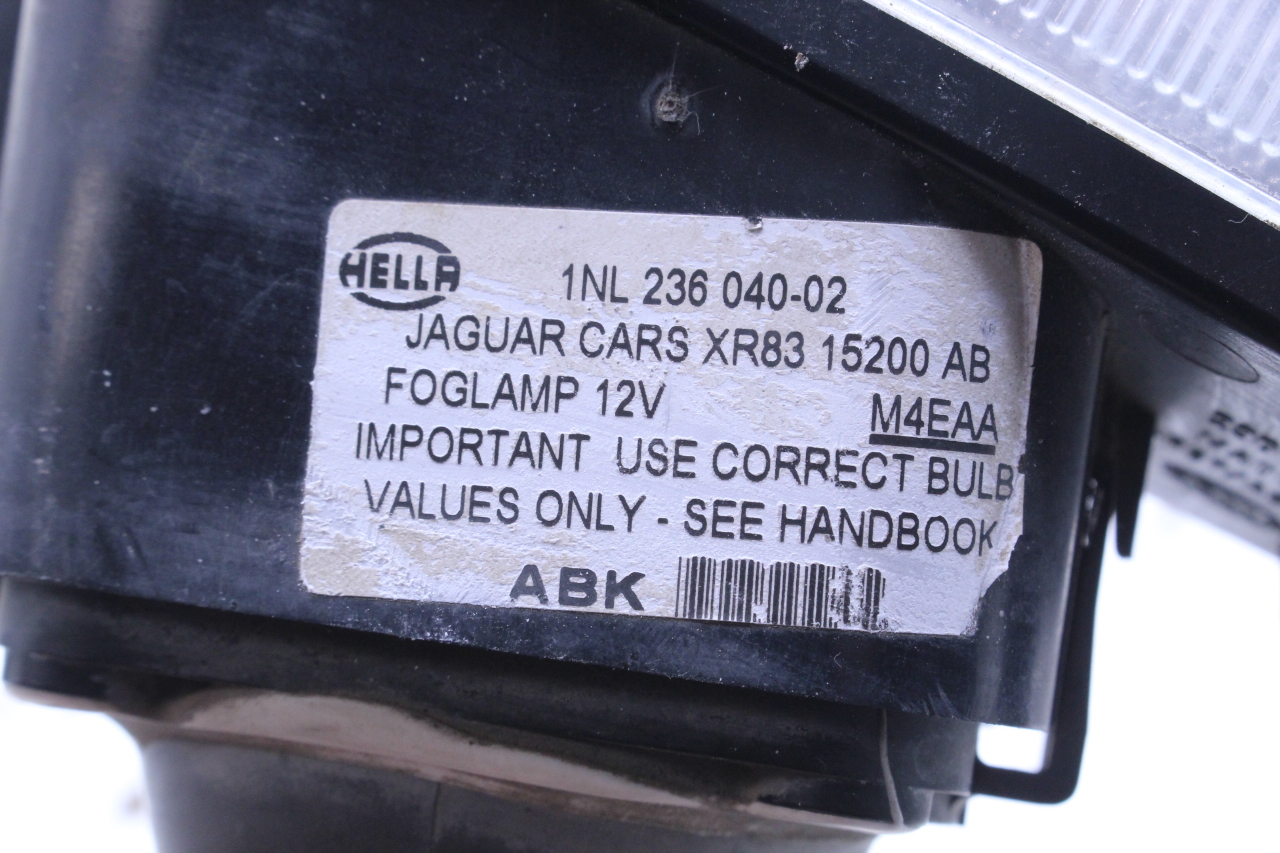 HELLA
1NL 236 040-02
JAGUAR CARS XR83 15200 AB
FOGLAMP 12V M4EAA
IMPORTANT USE CORRECT BULB
VALUES ONLY - SEE HANDBOOK
ABK